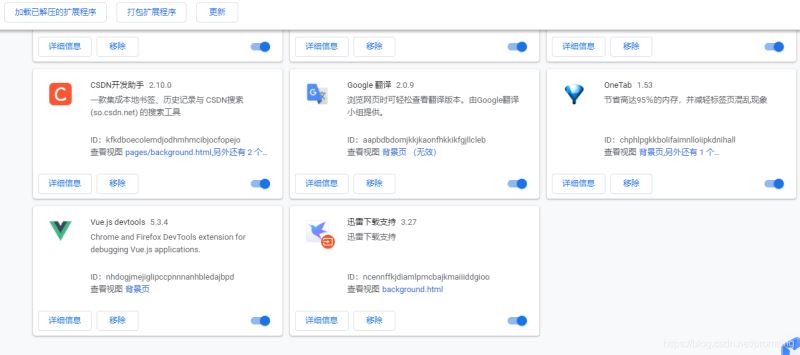 加载已解压的扩展程序 打包扩展程序 更新
详细信息 移除 详细信息 移除 详细信息 移除
CSDN开发助手 2.10.0
一款集成本地书签、历史记录与 CSDN搜索
(so.csdn.net) 的搜索工具
ID：kfkdboecolemdjodhmhmcibjocfopejo
查看视图 pages/background.html,另外还有 2 个...
详细信息 移除
Google 翻译 2.0.9
浏览网页时可轻松查看翻译版本。由Google翻译
小组提供。
ID：aapbdbdomjkkjkaonfhkkikfgjllcleb
查看视图 背景页 （无效）
详细信息 移除
OneTab 1.53
节省高达95％的内存，并减轻标签页混乱现象
ID：chphlpgkkbolifaimnlloiipkdnihall
查看视图 背景页,另外还有 1 个...
详细信息 移除
Vue.js devtools 5.3.4
Chrome and Firefox DevTools extension for
debugging Vue.js applications.
ID：nhdogjmejiglipccpnnnanhbledajbpd
查看视图 背景页
详细信息 移除
迅雷下载支持 3.27
迅雷下载支持
ID：ncennffkjdiamlpmcbajkmaiiiddgioo
查看视图 background.html
详细信息 移除